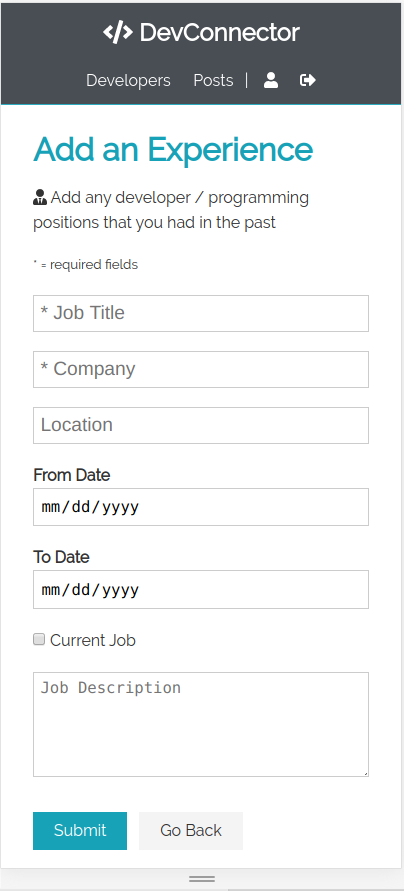 DevConnector
Developers Posts |
Add an Experience
Add any developer / programming
positions that you had in the past
* = required fields
* Job Title
* Company
Location
From Date
mm/dd/yyyy
To Date
mm/dd/yyyy
Current Job
Job Description
Submit Go Back